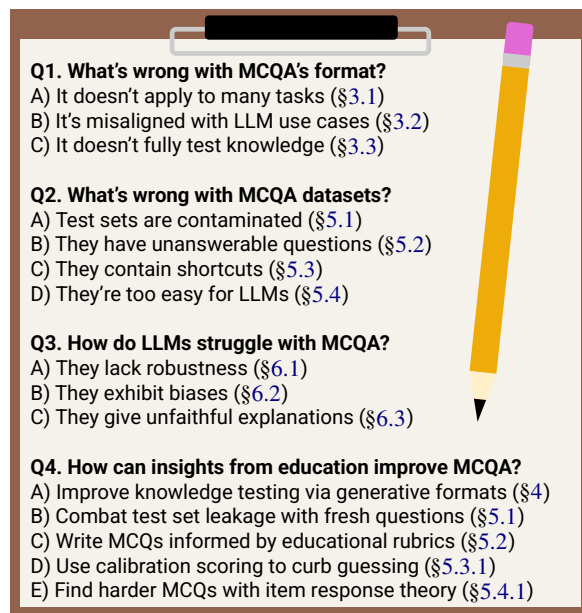 Q1. What's wrong with MCQA's format?
A) It doesn't apply to many tasks (§3.1)
B) It's misaligned with LLM use cases (§3.2)
C) It doesn't fully test knowledge (§3.3)
Q2. What's wrong with MCQA datasets?
A) Test sets are contaminated (§5.1)
B) They have unanswerable questions (§5.2)
C) They contain shortcuts (§5.3)
D) They're too easy for LLMs (§5.4)
Q3. How do LLMs struggle with MCQA?
A) They lack robustness (§6.1)
B) They exhibit biases (§6.2)
C) They give unfaithful explanations (§6.3)
Q4. How can insights from education improve MCQA?
A) Improve knowledge testing via generative formats (§4)
B) Combat test set leakage with fresh questions (§5.1)
C) Write MCQs informed by educational rubrics (§5.2)
D) Use calibration scoring to curb guessing (§5.3.1)
E) Find harder MCQs with item response theory (§5.4.1)